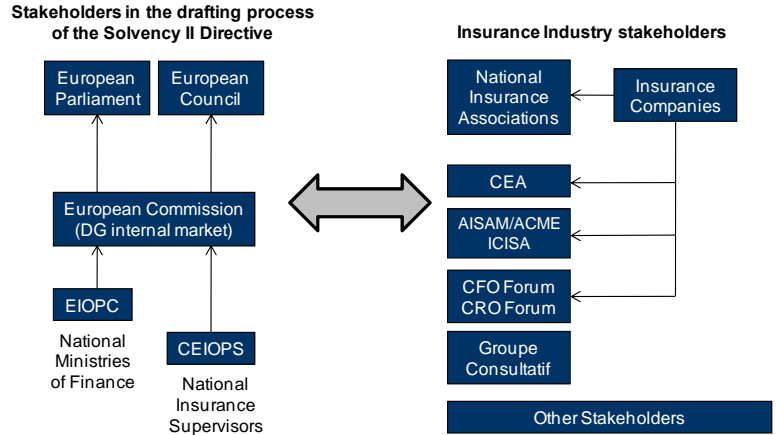 Stakeholders in the drafting process
of the Solvency II Directive
European
Parliament
European
Council
European Commission
(DG internal market)
EIOPC
National
Ministries
of Finance
CEIOPS
National
Insurance
Supervisors
Insurance Industry stakeholders
National
Insurance
Associations
Insurance
Companies
CEA
AISAM/ACME
ICISA
CFO Forum
CRO Forum
Groupe
Consultatif
Other Stakeholders